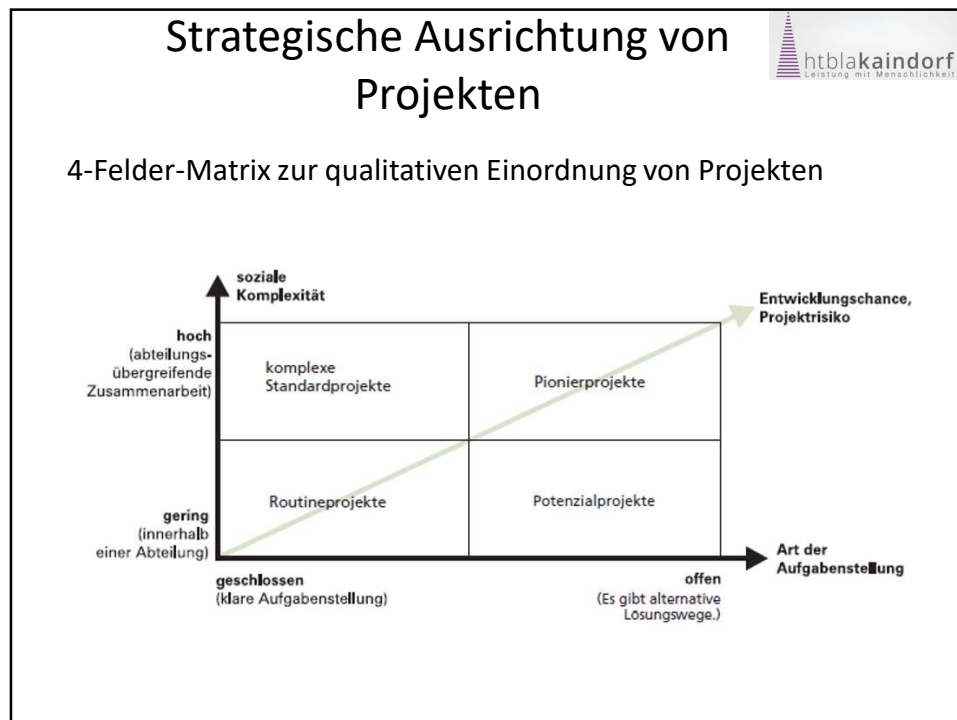 Strategische Ausrichtung von
Projekten
htblakaindorf
Leistung mit Menschlichkeit
4-Felder-Matrix zur qualitativen Einordnung von Projekten
soziale
Komplexität
Entwicklungschance,
Projektrisiko
hoch
(abteilungs-
übergreifende
Zusammenarbeit)
komplexe
Standardprojekte
Pionierprojekte
Routineprojekte
Potenzialprojekte
gering
(innerhalb
einer Abteilung)
Art der
Aufgabenstellung
geschlossen
(klare Aufgabenstellung)
offen
(Es gibt alternative
Lösungswege.)